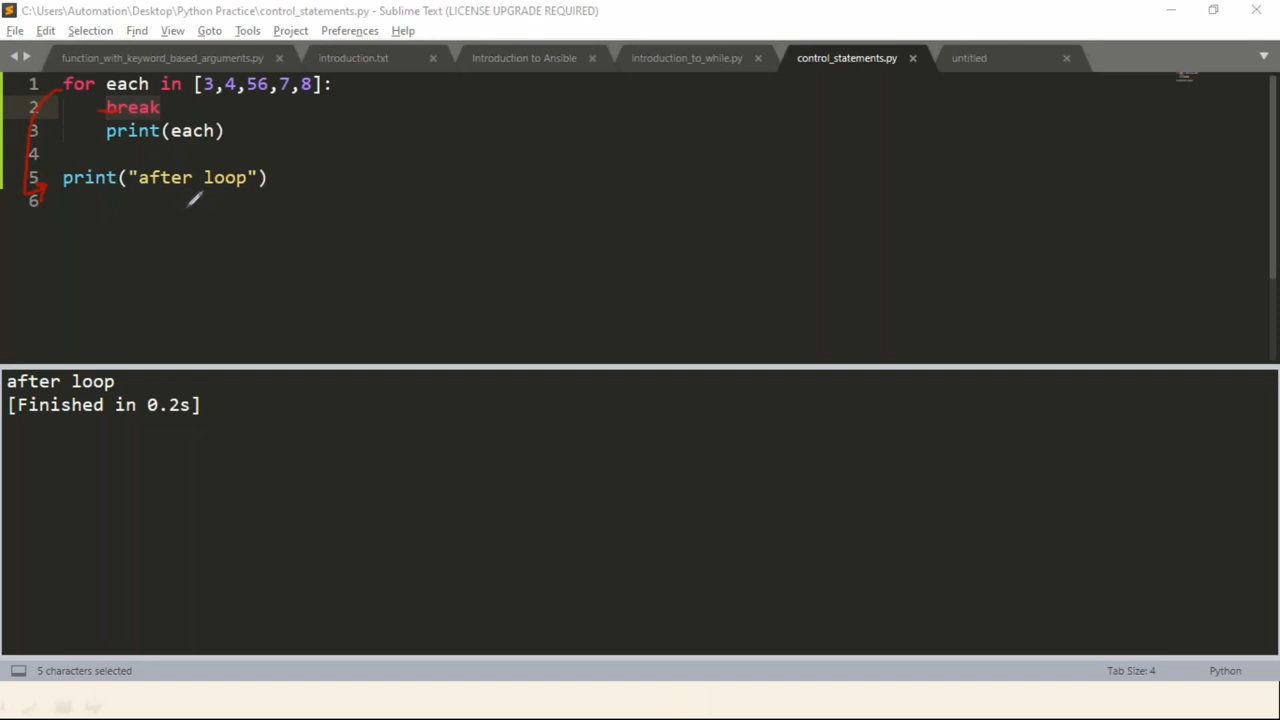 C:\Users\Automation\Desktop\Python Practice\control_statements.py - Sublime Text (LICENSE UPGRADE REQUIRED)
File Edit Selection Find View Goto Tools Project Preferences Help
function_with_keyword_based_arguments.py introduction.txt Introduction to Ansible introduction_to_while.py control_statements.py untitled
1 for each in [3,4,56,7,8]:
2 break
3 print(each)
4
5 print("after loop")
6
after loop
[Finished in 0.2s]
5 characters selected Tab Size: 4 Python